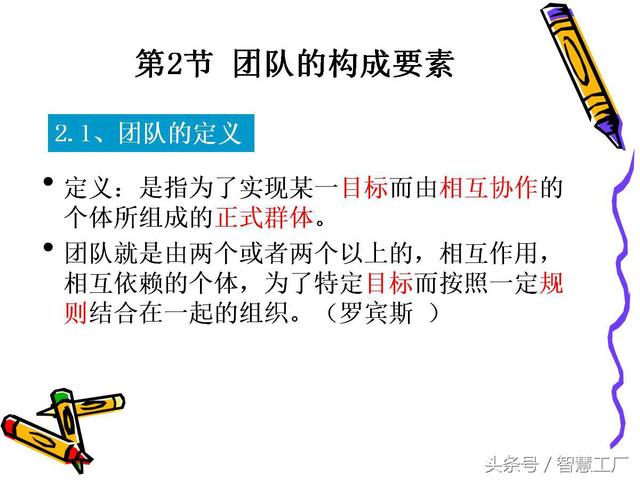 第2节 团队的构成要素
2.1、团队的定义
• 定义：是指为了实现某一目标而由相互协作的
个体所组成的正式群体。
• 团队就是由两个或者两个以上的，相互作用，
相互依赖的个体，为了特定目标而按照一定规
则结合在一起的组织。（罗宾斯 ）
头条号 / 智慧工厂